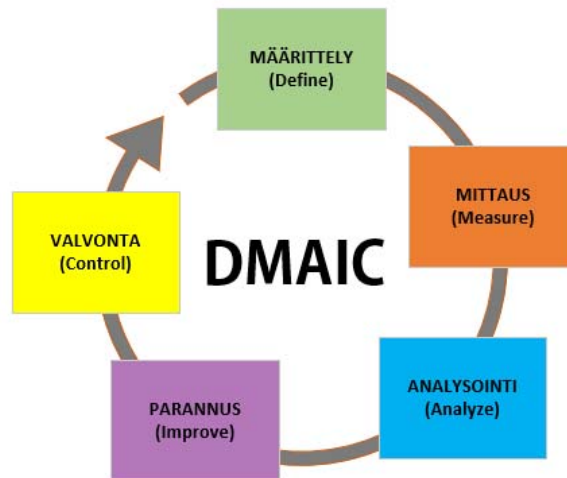 MÄÄRITTELY
(Define)
MITTAUS
(Measure)
ANALYSOINTI
(Analyze)
PARANNUS
(Improve)
VALVONTA
(Control)
DMAIC